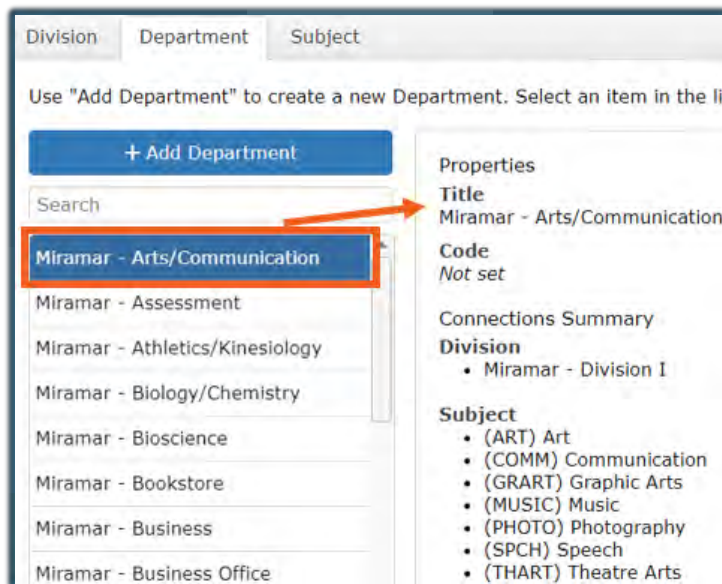 Division Department Subject
Use "Add Department" to create a new Department. Select an item in the li
+ Add Department
Search
Miramar - Arts/Communication
Miramar - Assessment
Miramar - Athletics/Kinesiology
Miramar - Biology/Chemistry
Miramar - Bioscience
Miramar - Bookstore
Miramar - Business
Miramar - Business Office
Properties
Title
Miramar - Arts/Communication
Code
Not set
Connections Summary
Division
• Miramar - Division I
Subject
• (ART) Art
• (COMM) Communication
• (GRART) Graphic Arts
• (MUSIC) Music
• (PHOTO) Photography
• (SPCH) Speech
• (THART) Theatre Arts